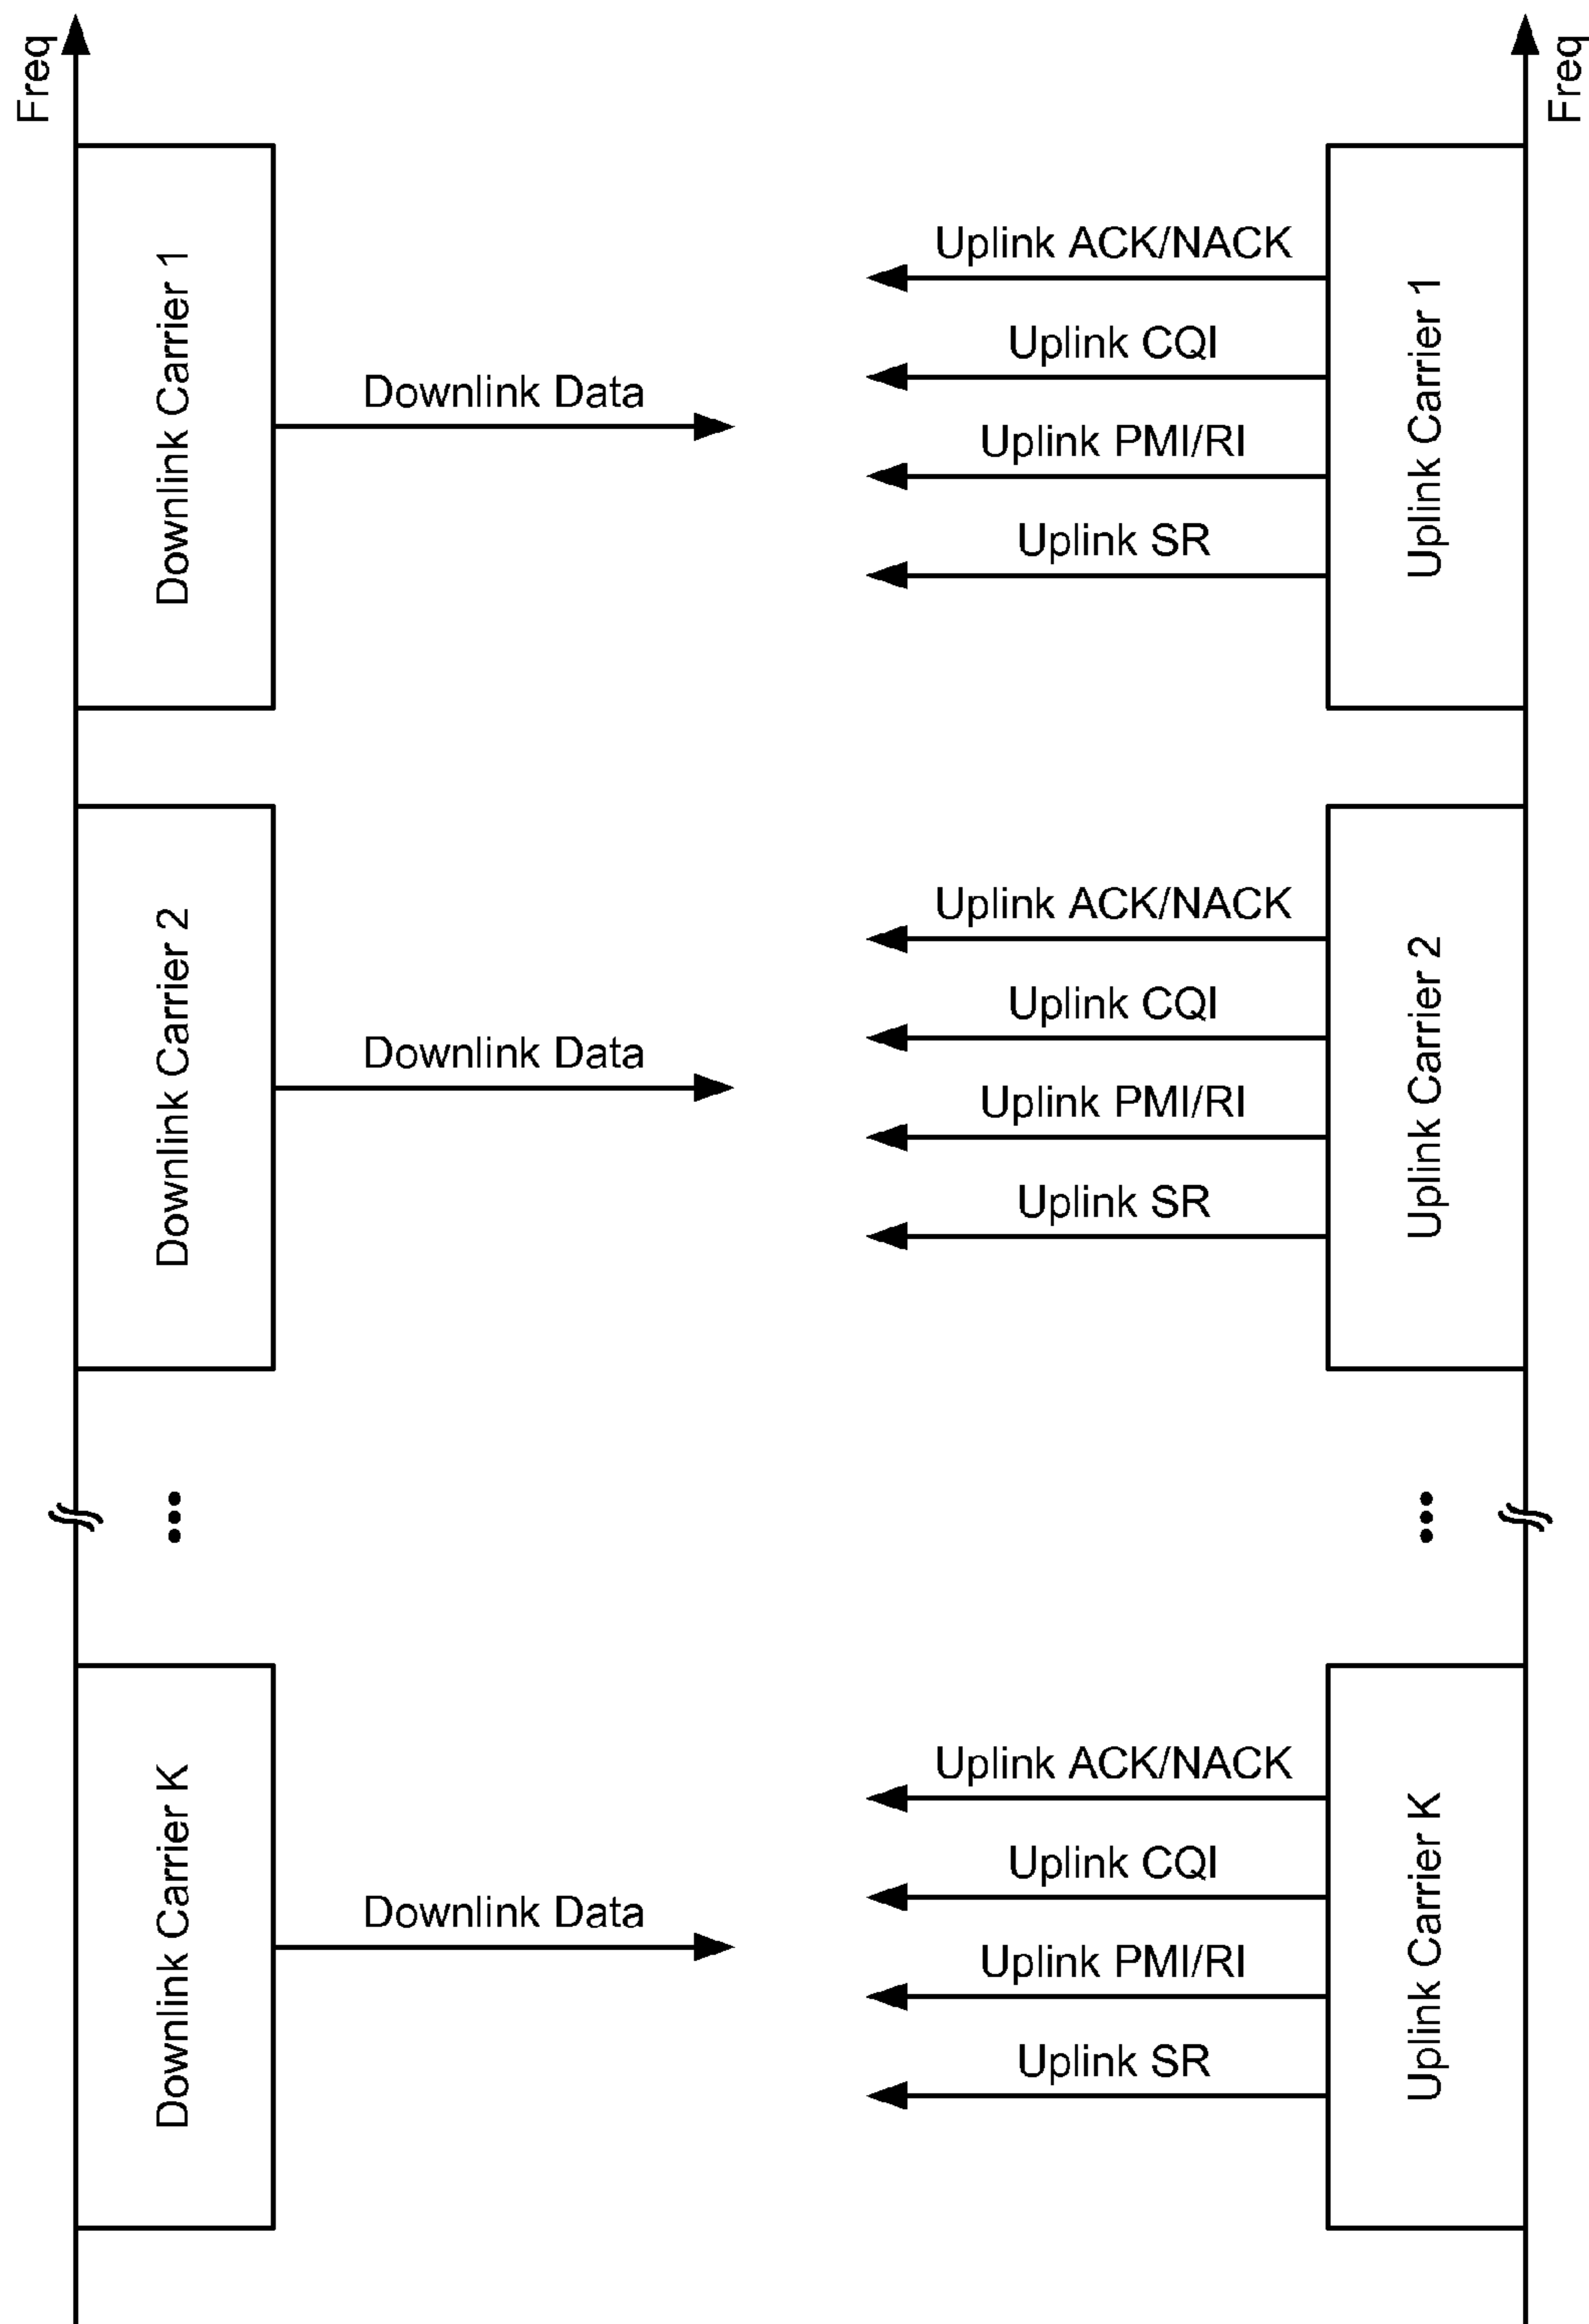 Freq
Freq
Downlink Carrier 1
Downlink Data
Uplink ACK/NACK
Uplink CQI
Uplink PMI/RI
Uplink SR
Uplink Carrier 1
Downlink Carrier 2
Downlink Data
Uplink ACK/NACK
Uplink CQI
Uplink PMI/RI
Uplink SR
Uplink Carrier 2
...
...
Downlink Carrier K
Downlink Data
Uplink ACK/NACK
Uplink CQI
Uplink PMI/RI
Uplink SR
Uplink Carrier K